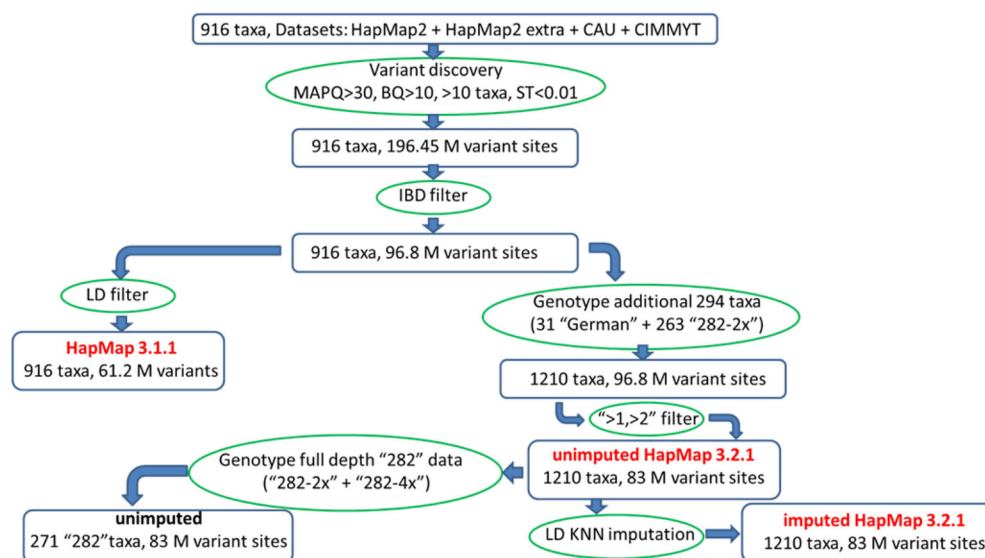 916 taxa, Datasets: HapMap2 + HapMap2 extra + CAU + CIMMYT
Variant discovery
MAPQ>30, BQ>10, >10 taxa, ST<0.01
916 taxa, 196.45 M variant sites
IBD filter
916 taxa, 96.8 M variant sites
LD filter
HapMap 3.1.1
916 taxa, 61.2 M variants
Genotype additional 294 taxa
(31 “German” + 263 “282-2x”)
1210 taxa, 96.8 M variant sites
“>1,>2” filter
unimputed HapMap 3.2.1
1210 taxa, 83 M variant sites
Genotype full depth “282” data
(“282-2x” + “282-4x”)
unimputed
271 “282”taxa, 83 M variant sites
LD KNN imputation
imputed HapMap 3.2.1
1210 taxa, 83 M variant sites